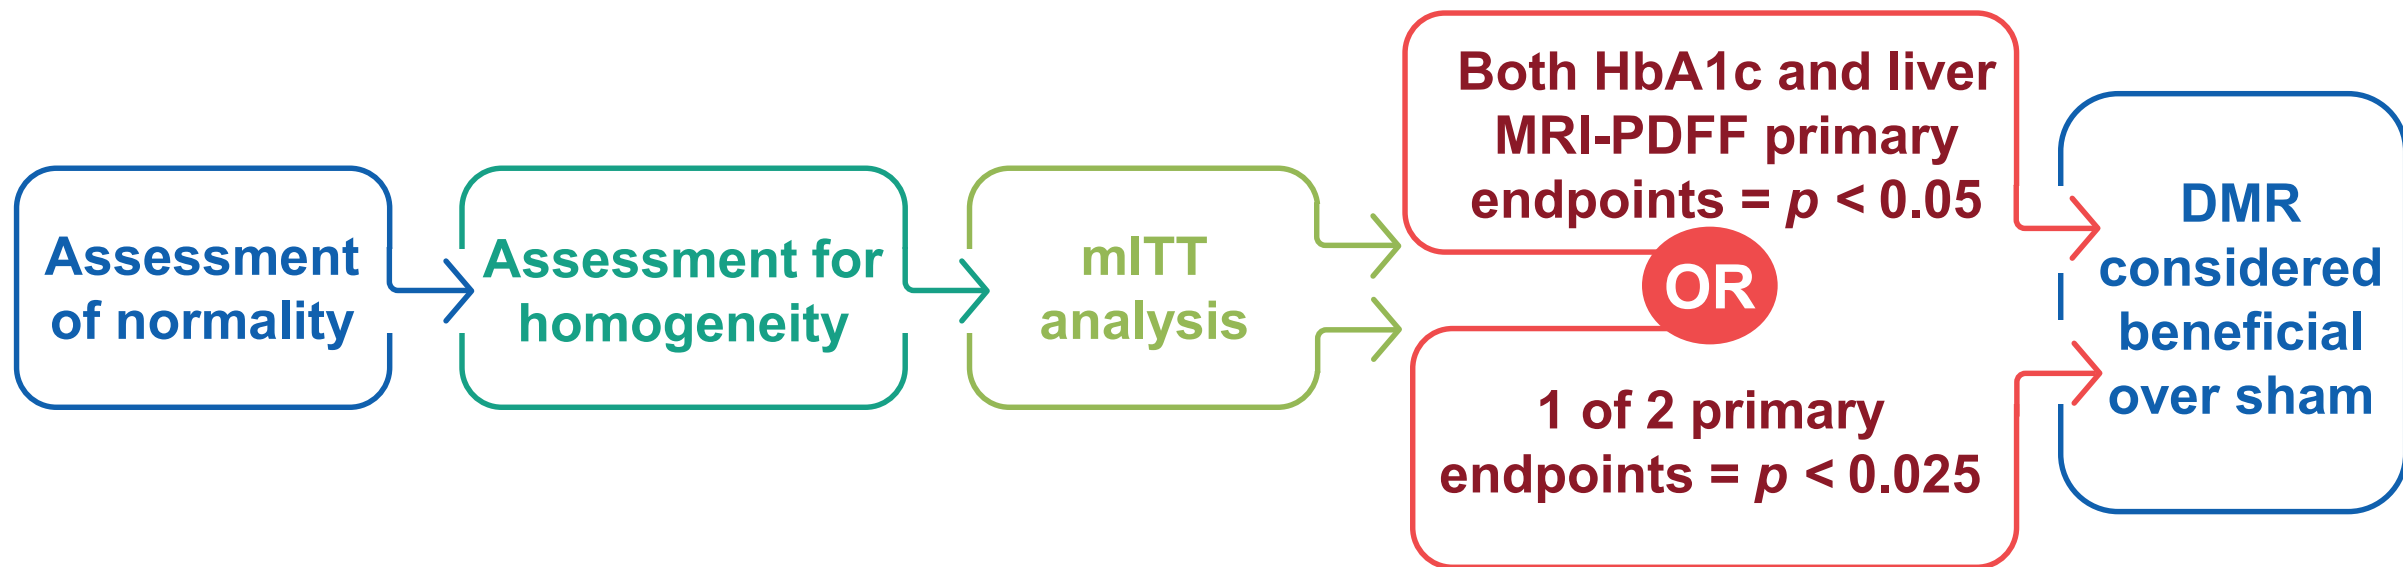 Assessment
of normality
Assessment for
homogeneity
mITT
analysis
Both HbA1c and liver
MRI-PDFF primary
endpoints = p < 0.05
OR
1 of 2 primary
endpoints = p < 0.025
DMR
considered
beneficial
over sham